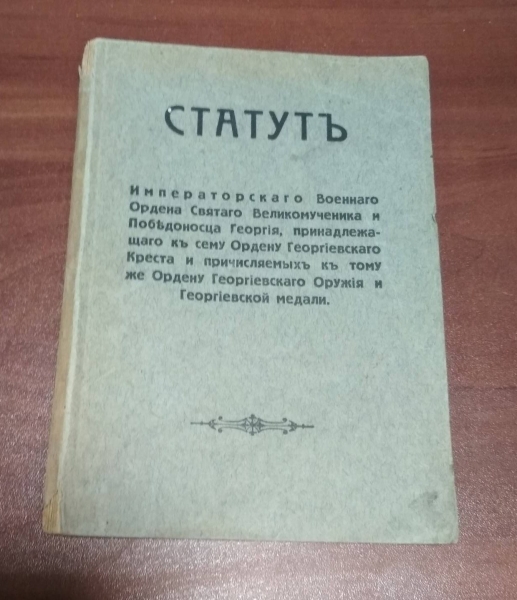 СТАТУТЪ
Императорскаго Военнаго
Ордена Святаго Великомученика и
Побѣдоносца Георгія, принадлежа-
щаго къ сему Ордену Георгіевскаго
Креста и причисляемыхъ къ тому
же Ордену Георгіевскаго Оружія и
Георгіевской медали.